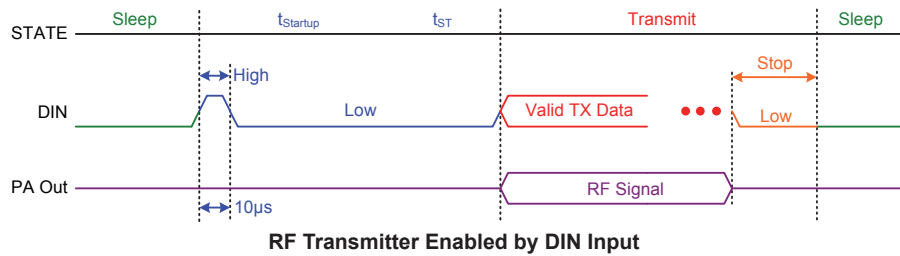 Sleep tStartup tST Transmit Sleep
STATE
High Stop
DIN Low Valid TX Data Low
PA Out RF Signal
10µs
RF Transmitter Enabled by DIN Input